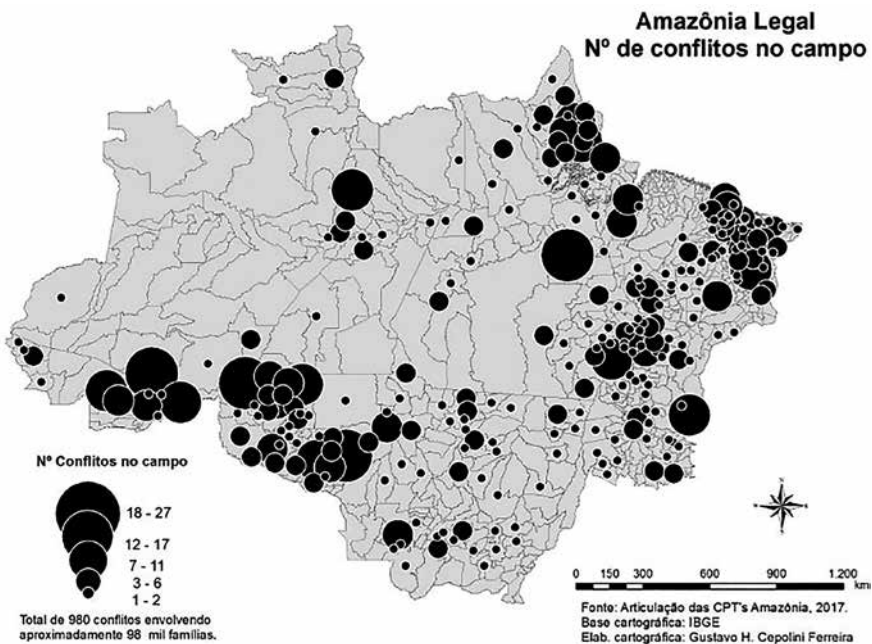 Amazônia Legal
Nº de conflitos no campo
Nº Conflitos no campo
18 - 27
12 - 17
7 - 11
3 - 6
1 - 2
Total de 980 conflitos envolvendo
aproximadamente 98 mil famílias.
0 150 300 600 900 1.200
km
Fonte: Articulação das CPT's Amazônia, 2017.
Base cartográfica: IBGE
Elab. cartográfica: Gustavo H. Cepolini Ferreira